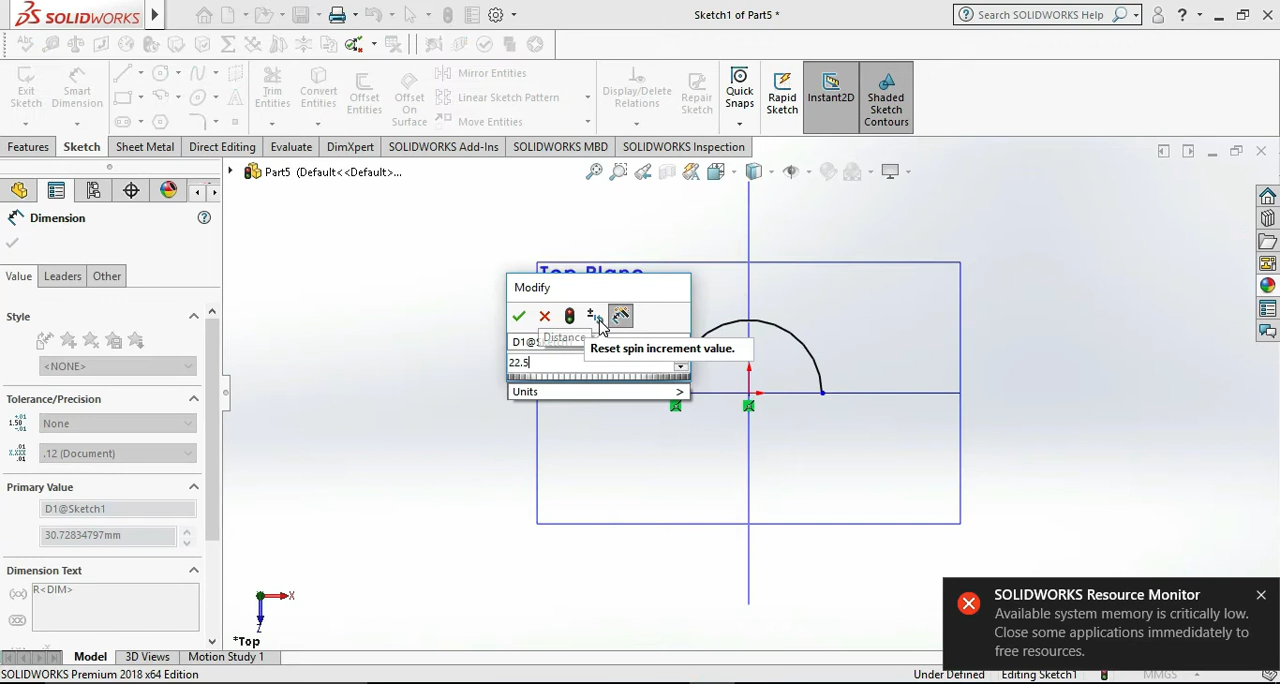 SOLIDWORKS
Sketch1 of Part5 *
Search SOLIDWORKS Help
Exit Sketch
Smart Dimension
Trim Entities
Convert Entities
Offset Entities
Offset On Surface
Mirror Entities
Linear Sketch Pattern
Move Entities
Display/Delete Relations
Repair Sketch
Quick Snaps
Rapid Sketch
Instant2D
Shaded Sketch Contours
Features Sketch Sheet Metal Direct Editing Evaluate DimXpert SOLIDWORKS Add-Ins SOLIDWORKS MBD SOLIDWORKS Inspection
Part5 (Default<<Default>...
Dimension
Value Leaders Other
Style
<NONE>
Tolerance/Precision
None
.12 (Document)
Primary Value
D1@Sketch1
30.72834797mm
Dimension Text
R<DIM>
Top Plane
Modify
Distance
Reset spin increment value.
22.5
Units >
X
Z
*Top
SOLIDWORKS Resource Monitor
Available system memory is critically low.
Close some applications immedidately to
free resources.
Model 3D Views Motion Study 1
SOLIDWORKS Premium 2018 x64 Edition
Under Defined Editing Sketch1 MMGS